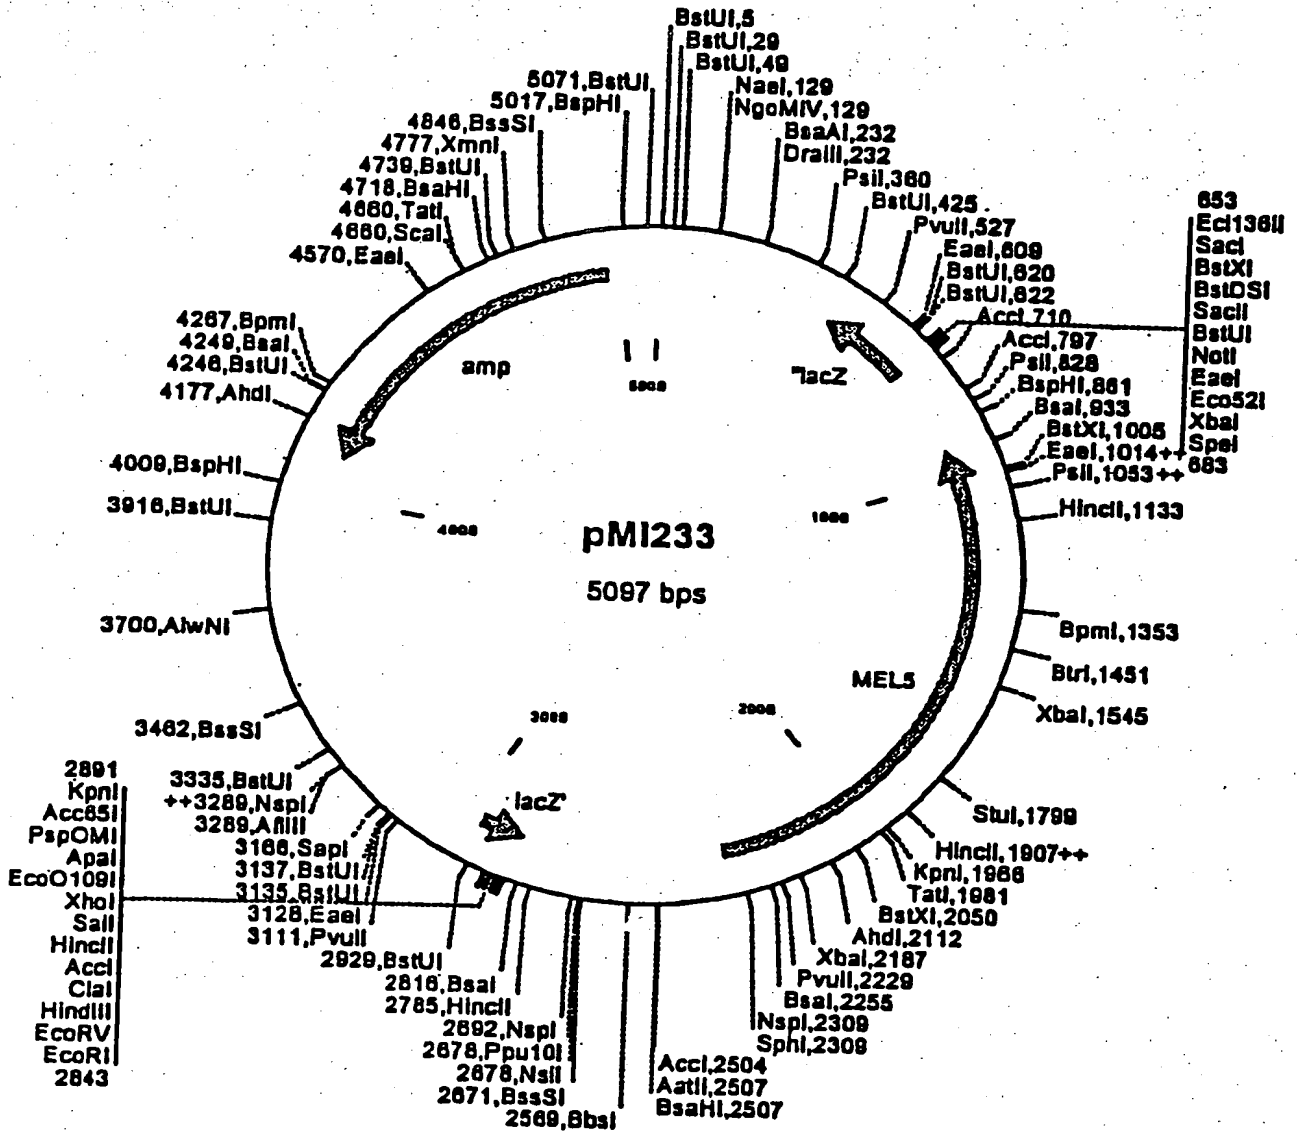 BstUI,5
BstUI,29
BstUI,49
NaeI,129
NgoMIV,129
BsaAI,232
DraIII,232
PsiI,360
BstUI,425
PvuII,527
EaeI,609
BstUI,620
BstUI,622
AccI,710
AccI,797
PsiI,828
BspHI,861
BsaI,933
BstXI,1005
EaeI,1014++
PsiI,1053++
HincII,1133
653
Ecl136II
SacI
BstXI
BstDSI
SacII
BstUI
NotI
EaeI
Eco52I
XbaI
SpeI
683
BpmI,1353
BtrI,1451
XbaI,1545
StuI,1799
HincII,1907++
KpnI,1966
TatI,1981
BstXI,2050
AhdI,2112
XbaI,2187
PvuII,2229
BsaI,2255
NspI,2309
SphI,2309
AccI,2504
AatII,2507
BsaHI,2507
2569,BbsI
2671,BssSI
2678,NsiI
2678,Ppu10I
2692,NspI
2785,HincII
2816,BsaI
2929,BstUI
2891
KpnI
Acc65I
PspOMI
ApaI
EcoO109I
XhoI
SalI
HincII
AccI
ClaI
HindIII
EcoRV
EcoRI
2843
3111,PvuII
3128,EaeI
3135,BstUI
3137,BstUI
3166,SapI
3289,AflIII
++3289,NspI
3335,BstUI
3462,BssSI
3700,AlwNI
3916,BstUI
4009,BspHI
4177,AhdI
4246,BstUI
4249,BsaI
4267,BpmI
4570,EaeI
4660,ScaI
4660,TatI
4718,BsaHI
4739,BstUI
4777,XmnI
4846,BssSI
5017,BspHI
5071,BstUI
amp
"lacZ
MEL5
lacZ'
pMI233
5097 bps
1000
2000
3000
4000
5000